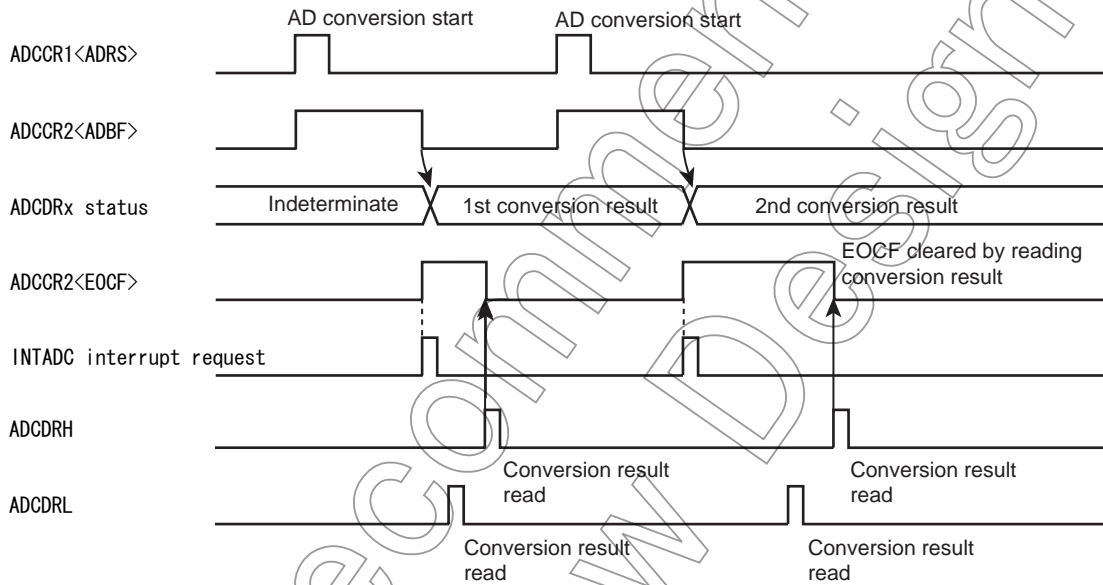 AD conversion start
AD conversion start
ADCCR1<ADRS>
ADCCR2<ADBF>
ADCDRx status
Indeterminate
1st conversion result
2nd conversion result
EOCF cleared by reading
conversion result
ADCCR2<EOCF>
INTADC interrupt request
ADCDRH
Conversion result
read
Conversion result
read
ADCDRL
Conversion result
read
Conversion result
read